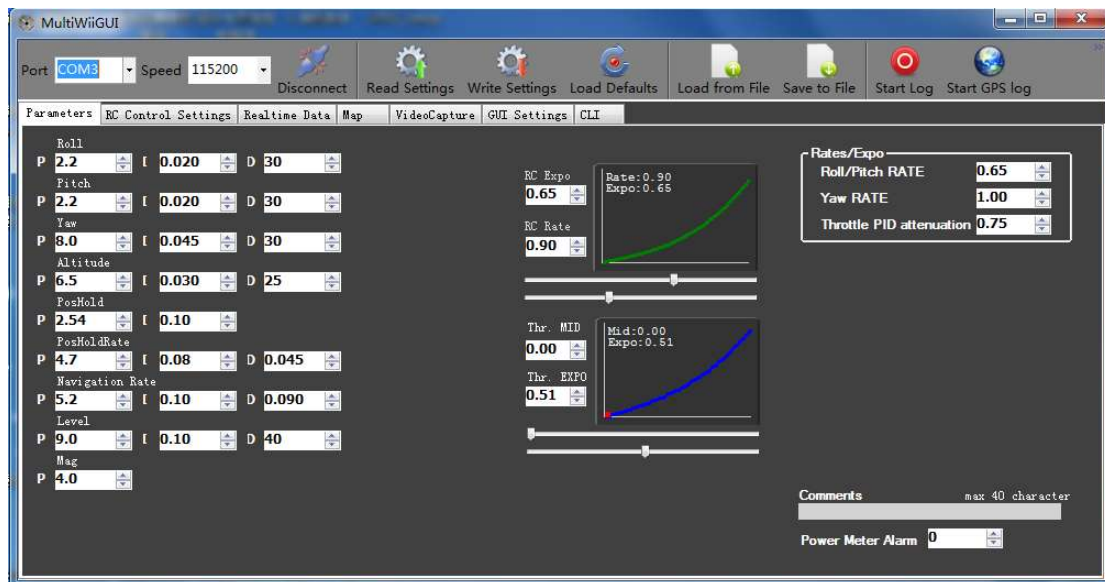 MultiWiiGUI
Port COM3 Speed 115200 Disconnect Read Settings Write Settings Load Defaults Load from File Save to File Start Log Start GPS log
Parameters RC Control Settings Realtime Data Map VideoCapture GUI Settings CLI
Roll
P 2.2 I 0.020 D 30
Pitch
P 2.2 I 0.020 D 30
Yaw
P 8.0 I 0.045 D 30
Altitude
P 6.5 I 0.030 D 25
PosHold
P 2.54 I 0.10
PosHoldRate
P 4.7 I 0.08 D 0.045
Navigation Rate
P 5.2 I 0.10 D 0.090
Level
P 9.0 I 0.10 D 40
Mag
P 4.0
RC Expo
0.65
RC Rate
0.90
Rate:0.90
Expo:0.65
Thr. MID
0.00
Thr. EXPO
0.51
Mid:0.00
Expo:0.51
Rates/Expo
Roll/Pitch RATE 0.65
Yaw RATE 1.00
Throttle PID attenuation 0.75
Comments max 40 character
Power Meter Alarm 0